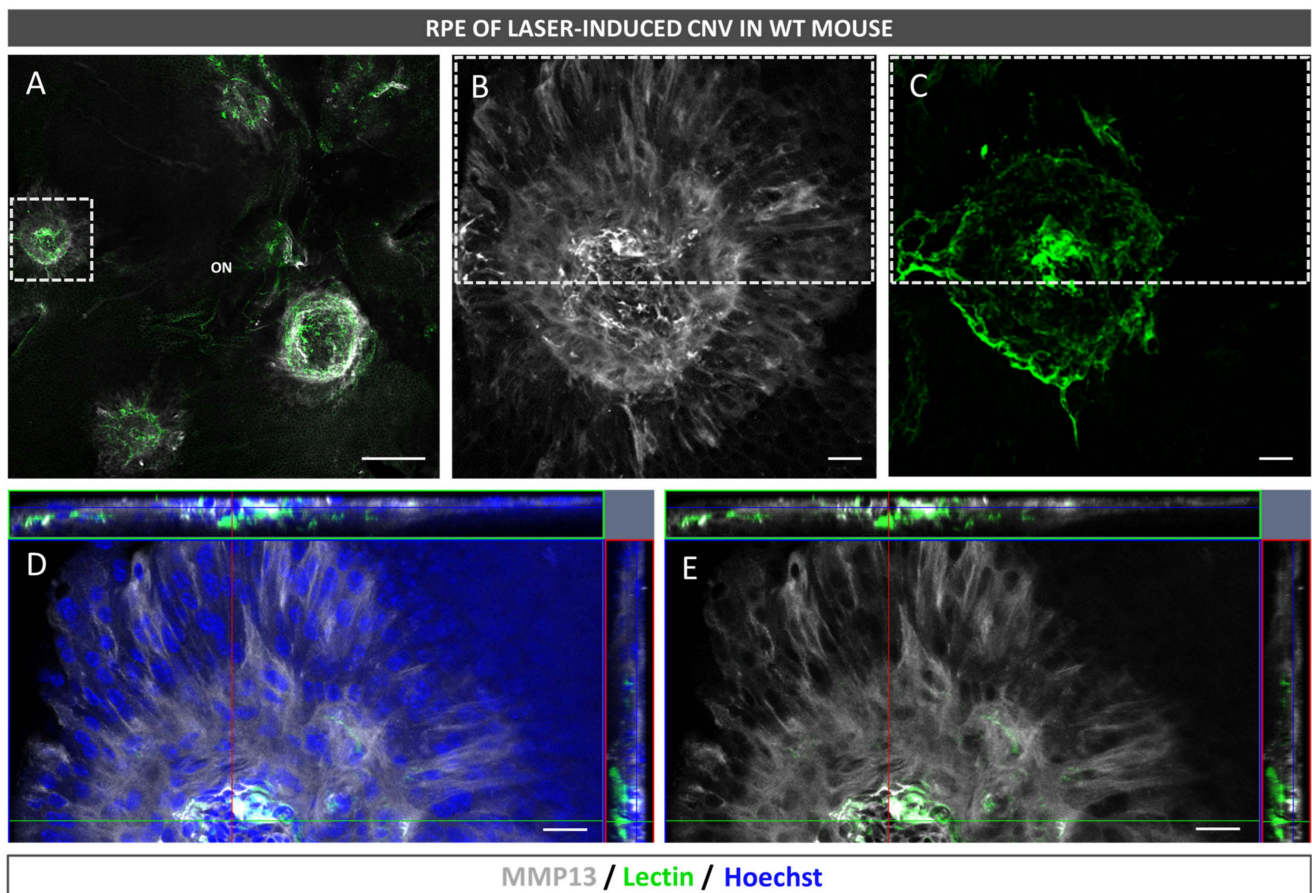 RPE OF LASER-INDUCED CNV IN WT MOUSE
A
B
C
ON
D
E
MMP13 / Lectin / Hoechst